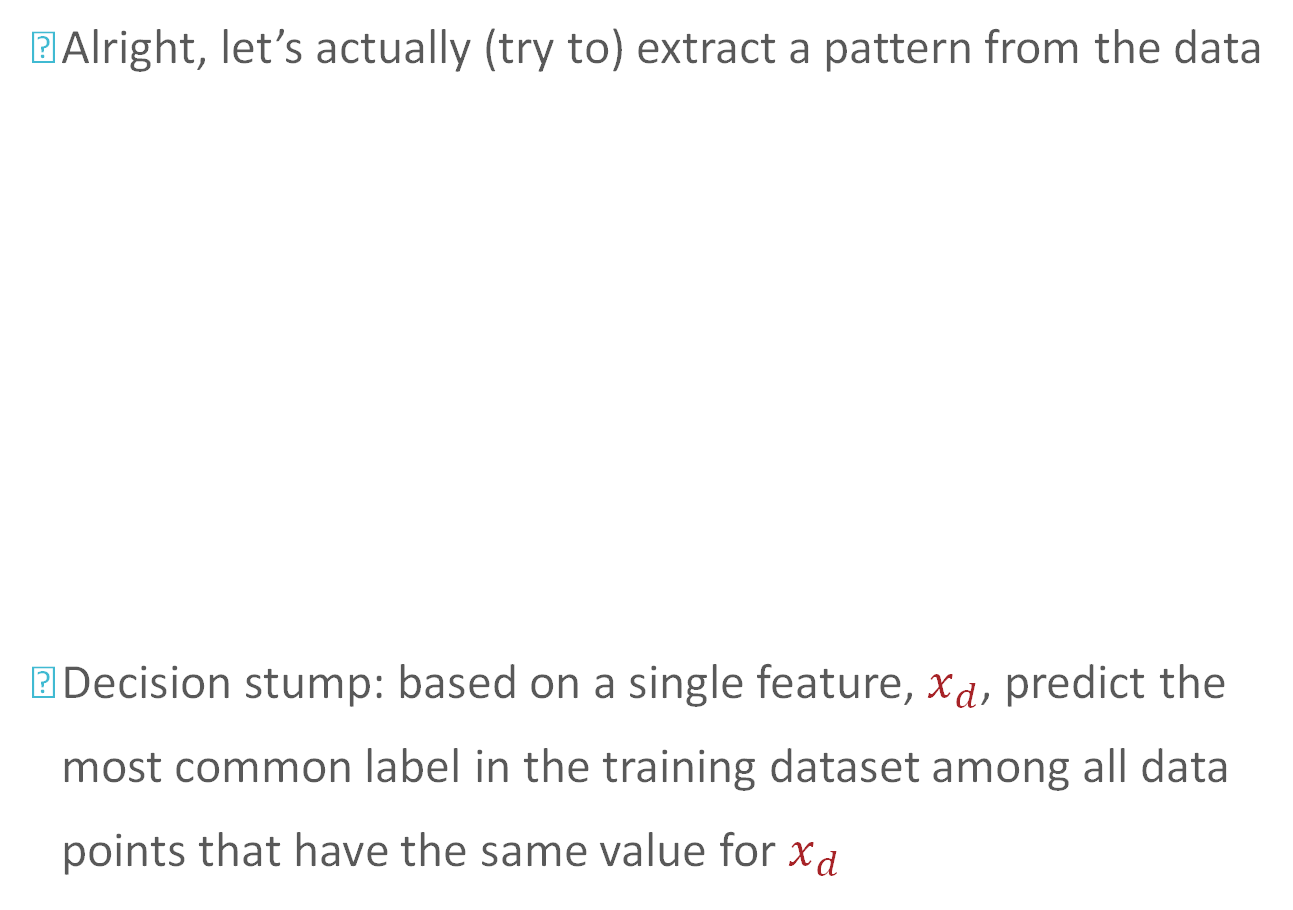 Alright, let’s actually (try to) extract a pattern from the data
Decision stump: based on a single feature, x_d, predict the
most common label in the training dataset among all data
points that have the same value for x_d